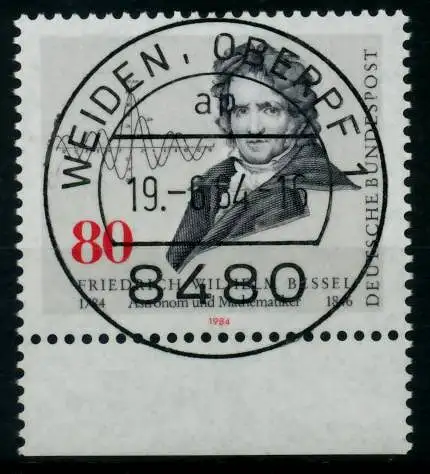 WEIDEN, OBERPF 1
ap
19.-6.84-16
8480
80
DEUTSCHE BUNDESPOST
FRIEDRICH WILHELM BESSEL
1784 Astronom und Mathematiker 1846
1984